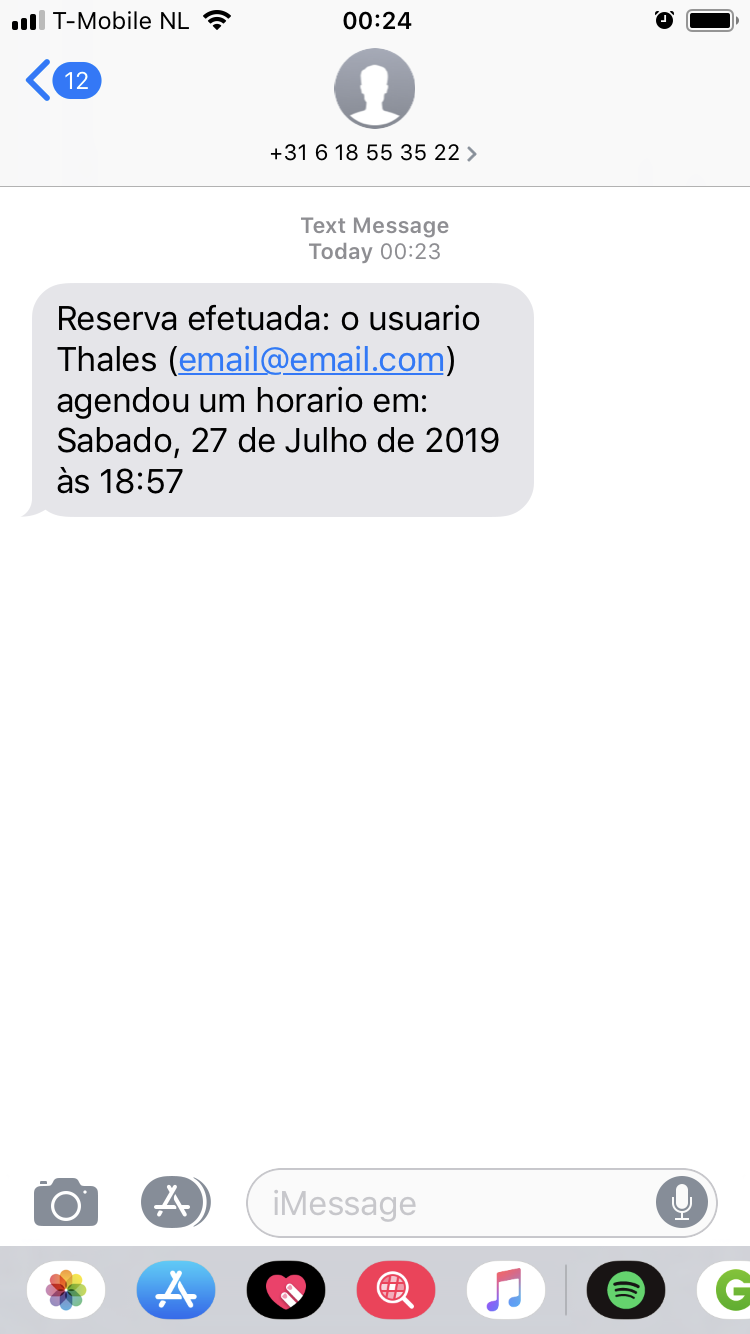 T-Mobile NL
00:24
12
+31 6 18 55 35 22
Text Message
Today 00:23
Reserva efetuada: o usuario
Thales (email@email.com)
agendou um horario em:
Sabado, 27 de Julho de 2019
às 18:57
iMessage
G